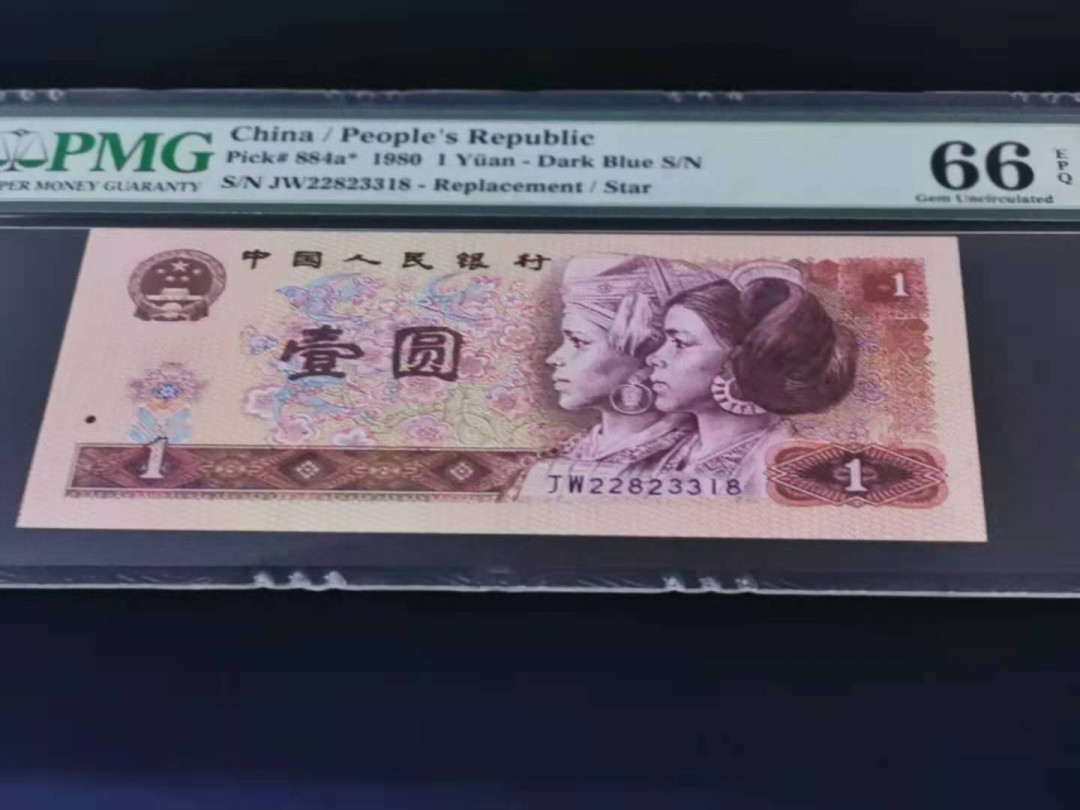 PMG
PER MONEY GUARANTY
China / People's Republic
Pick# 884a* 1980 1 Yüan - Dark Blue S/N
S/N JW22823318 - Replacement / Star
66 EPQ
Gem Uncirculated
中国人民银行
1
壹圆
1
JW22823318
1